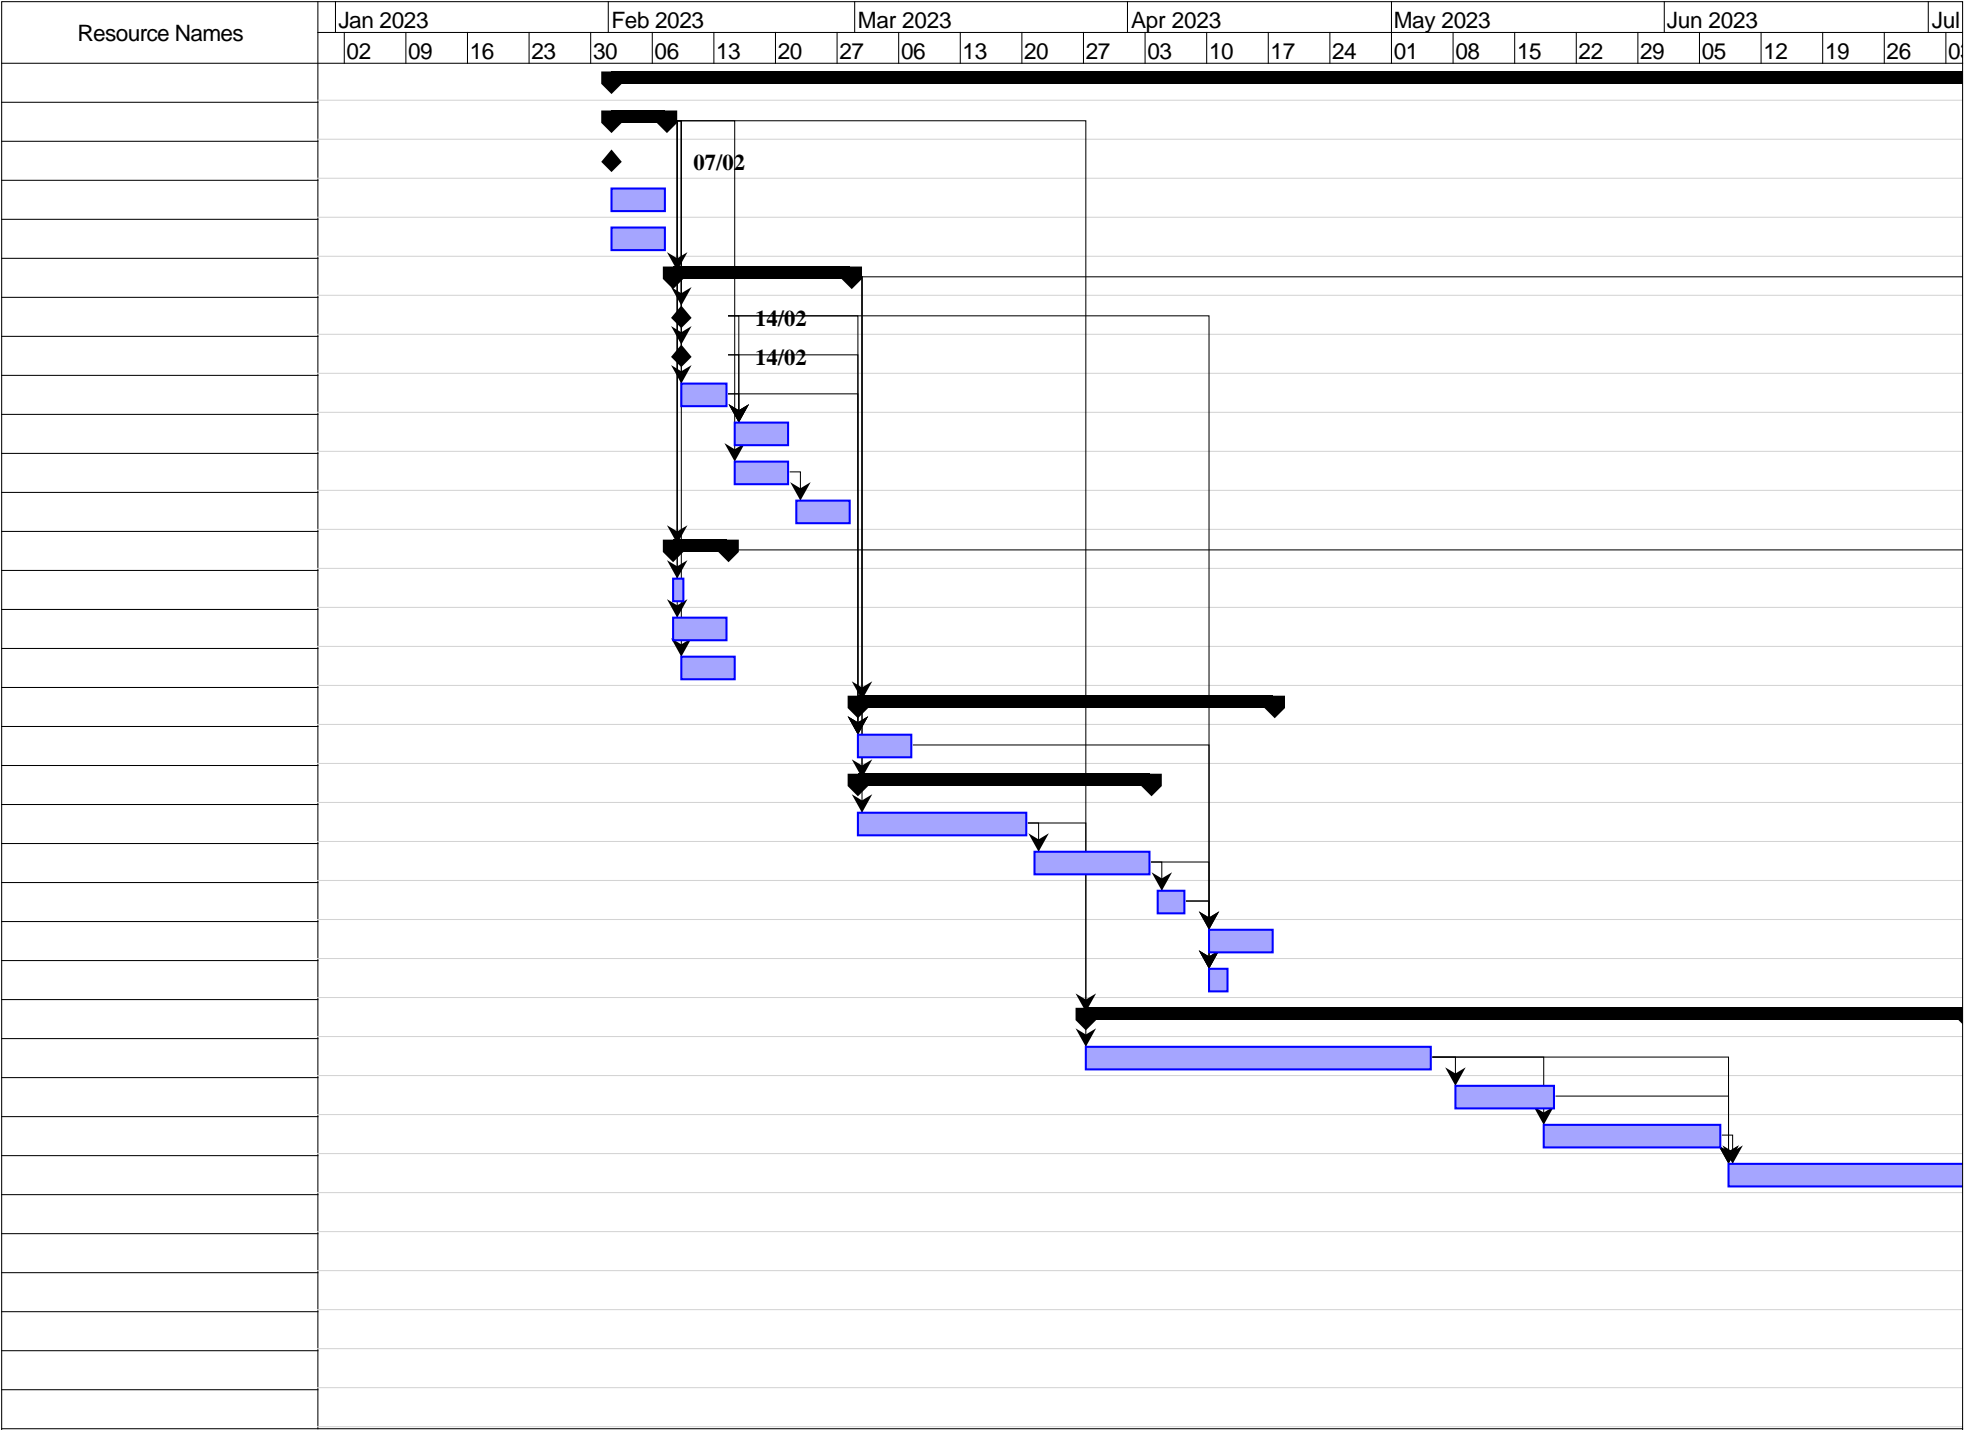 Resource Names
Jan 2023 Feb 2023 Mar 2023 Apr 2023 May 2023 Jun 2023 Jul
02 09 16 23 30 06 13 20 27 06 13 20 27 03 10 17 24 01 08 15 22 29 05 12 19 26 03
07/02
14/02
14/02